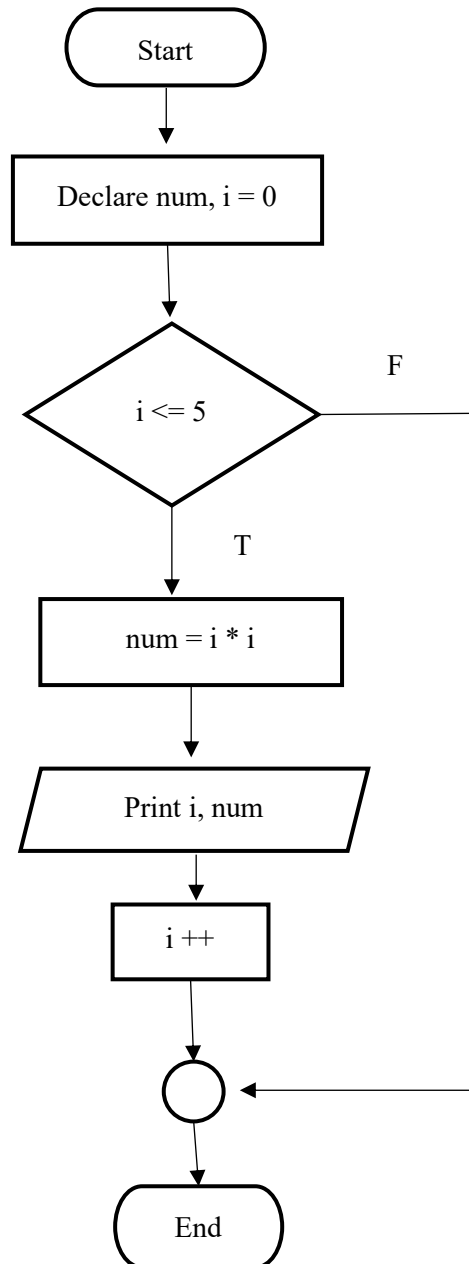 Start
Declare num, i = 0
i <= 5
F
T
num = i * i
Print i, num
i ++
End